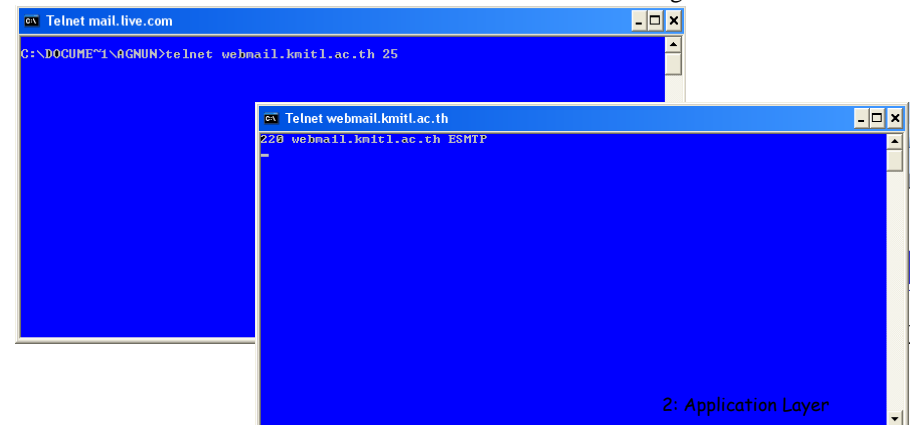 Telnet mail.live.com
C:\DOCUME~1\AGNUN>telnet webmail.kmitl.ac.th 25
Telnet webmail.kmitl.ac.th
220 webmail.kmitl.ac.th ESMTP
2: Application Layer